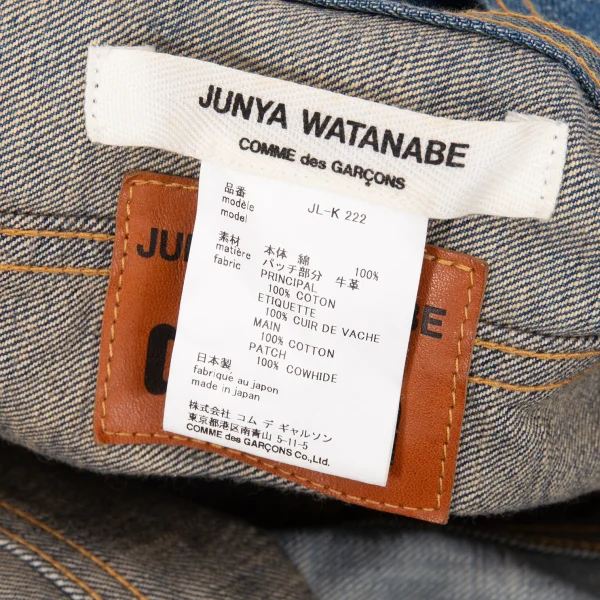 JUNYA WATANABE
COMME des GARÇONS
品番
modèle
model
JL-K 222
素材
matière
fabric
本体 綿 100%
パッチ部分 牛革
PRINCIPAL
100% COTON
ETIQUETTE
100% CUIR DE VACHE
MAIN
100% COTTON
PATCH
100% COWHIDE
日本製
fabriqué au japon
made in japan
株式会社 コム デ ギャルソン
東京都港区南青山 5-11-5
COMME des GARÇONS Co.,Ltd.